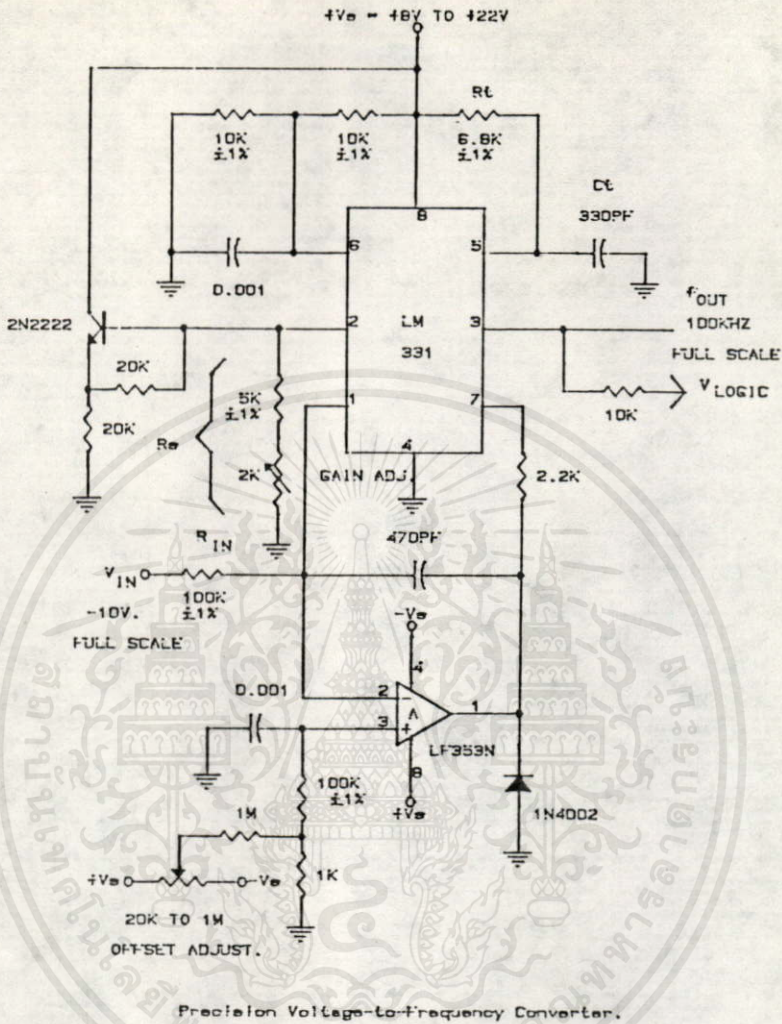 +Vs = +8V TO +22V
Rt
10K
±1%
10K
±1%
6.8K
±1%
Ct
330PF
8
6
5
0.001
2N2222
2
LM
331
3
fOUT
100KHZ
FULL SCALE
VLOGIC
10K
20K
20K
Rs
5K
±1%
2K
1
7
4
GAIN ADJ.
2.2K
RIN
VIN
100K
±1%
-10V.
FULL SCALE
470PF
-Vs
4
0.001
2
3
-
+
A
1
LF353N
8
+Vs
100K
±1%
1N4002
1M
1K
+Vs
-Vs
20K TO 1M
OFFSET ADJUST.
Precision Voltage-to-Frequency Converter.